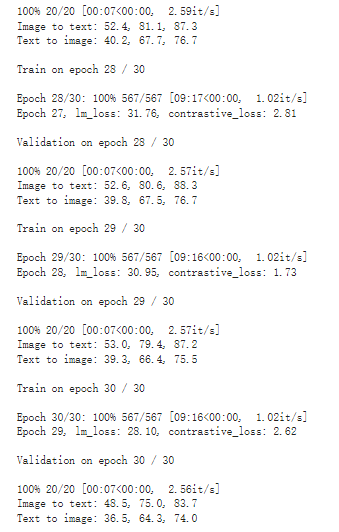 100% 20/20 [00:07<00:00, 2.59it/s]
Image to text: 52.4, 81.1, 87.3
Text to image: 40.2, 67.7, 76.7
Train on epoch 28 / 30
Epoch 28/30: 100% 567/567 [09:17<00:00, 1.02it/s]
Epoch 27, lm_loss: 31.76, contrastive_loss: 2.81
Validation on epoch 28 / 30
100% 20/20 [00:07<00:00, 2.57it/s]
Image to text: 52.6, 80.6, 88.3
Text to image: 39.8, 67.5, 76.7
Train on epoch 29 / 30
Epoch 29/30: 100% 567/567 [09:16<00:00, 1.02it/s]
Epoch 28, lm_loss: 30.95, contrastive_loss: 1.73
Validation on epoch 29 / 30
100% 20/20 [00:07<00:00, 2.57it/s]
Image to text: 53.0, 79.4, 87.2
Text to image: 39.3, 66.4, 75.5
Train on epoch 30 / 30
Epoch 30/30: 100% 567/567 [09:16<00:00, 1.02it/s]
Epoch 29, lm_loss: 28.10, contrastive_loss: 2.62
Validation on epoch 30 / 30
100% 20/20 [00:07<00:00, 2.56it/s]
Image to text: 48.5, 75.0, 83.7
Text to image: 36.5, 64.3, 74.0